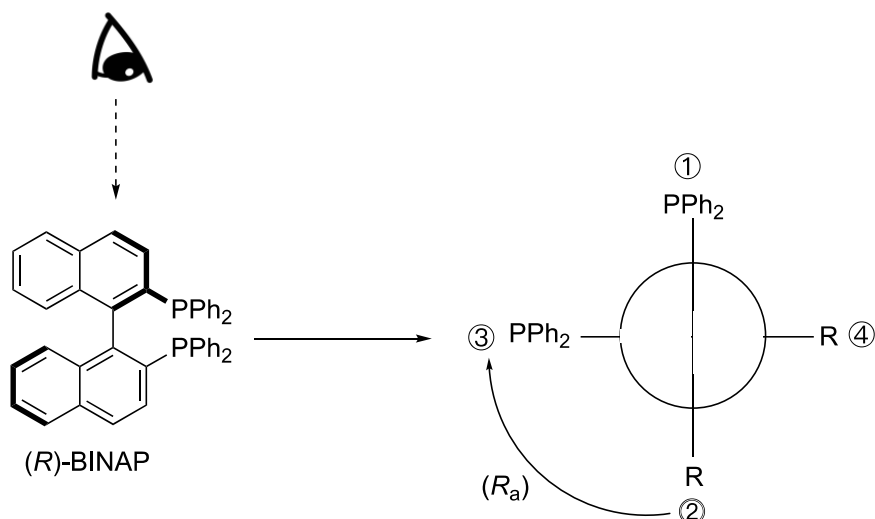 ①
PPh₂
PPh₂
PPh₂
③ PPh₂
R ④
(R)-BINAP
(Rₐ)
R
②